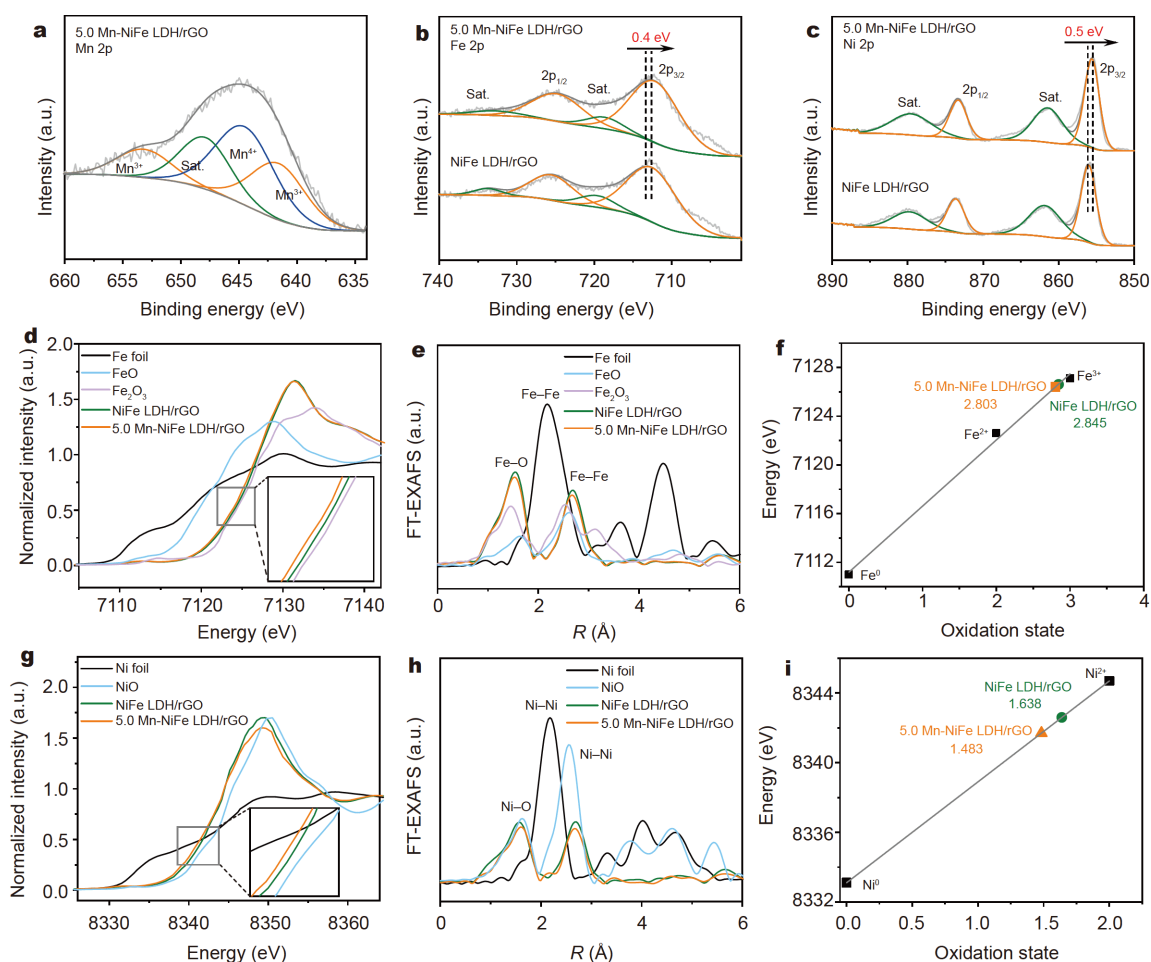 a
5.0 Mn-NiFe LDH/rGO
Mn 2p
Mn³⁺
Sat.
Mn⁴⁺
Mn³⁺
Intensity (a.u.)
660 655 650 645 640 635
Binding energy (eV)
b
5.0 Mn-NiFe LDH/rGO
Fe 2p
0.4 eV
2p₃/₂
2p₁/₂
Sat.
Sat.
NiFe LDH/rGO
Intensity (a.u.)
740 730 720 710
Binding energy (eV)
c
5.0 Mn-NiFe LDH/rGO
Ni 2p
0.5 eV
2p₃/₂
2p₁/₂
Sat.
Sat.
NiFe LDH/rGO
Intensity (a.u.)
890 880 870 860 850
Binding energy (eV)
d
Fe foil
FeO
Fe₂O₃
NiFe LDH/rGO
5.0 Mn-NiFe LDH/rGO
Normalized intensity (a.u.)
2.0
1.5
1.0
0.5
0.0
7110 7120 7130 7140
Energy (eV)
e
Fe foil
FeO
Fe₂O₃
NiFe LDH/rGO
5.0 Mn-NiFe LDH/rGO
Fe–Fe
Fe–O
Fe–Fe
FT-EXAFS (a.u.)
0 2 4 6
R (Å)
f
7128
7124
7120
7116
7112
Energy (eV)
Fe³⁺
5.0 Mn-NiFe LDH/rGO
2.803
NiFe LDH/rGO
2.845
Fe²⁺
Fe⁰
0 1 2 3 4
Oxidation state
g
Ni foil
NiO
NiFe LDH/rGO
5.0 Mn-NiFe LDH/rGO
Normalized intensity (a.u.)
2.0
1.5
1.0
0.5
0.0
8330 8340 8350 8360
Energy (eV)
h
Ni foil
NiO
NiFe LDH/rGO
5.0 Mn-NiFe LDH/rGO
Ni–Ni
Ni–Ni
Ni–O
FT-EXAFS (a.u.)
0 2 4 6
R (Å)
i
8344
8340
8336
8332
Energy (eV)
Ni²⁺
NiFe LDH/rGO
1.638
5.0 Mn-NiFe LDH/rGO
1.483
Ni⁰
0.0 0.5 1.0 1.5 2.0
Oxidation state